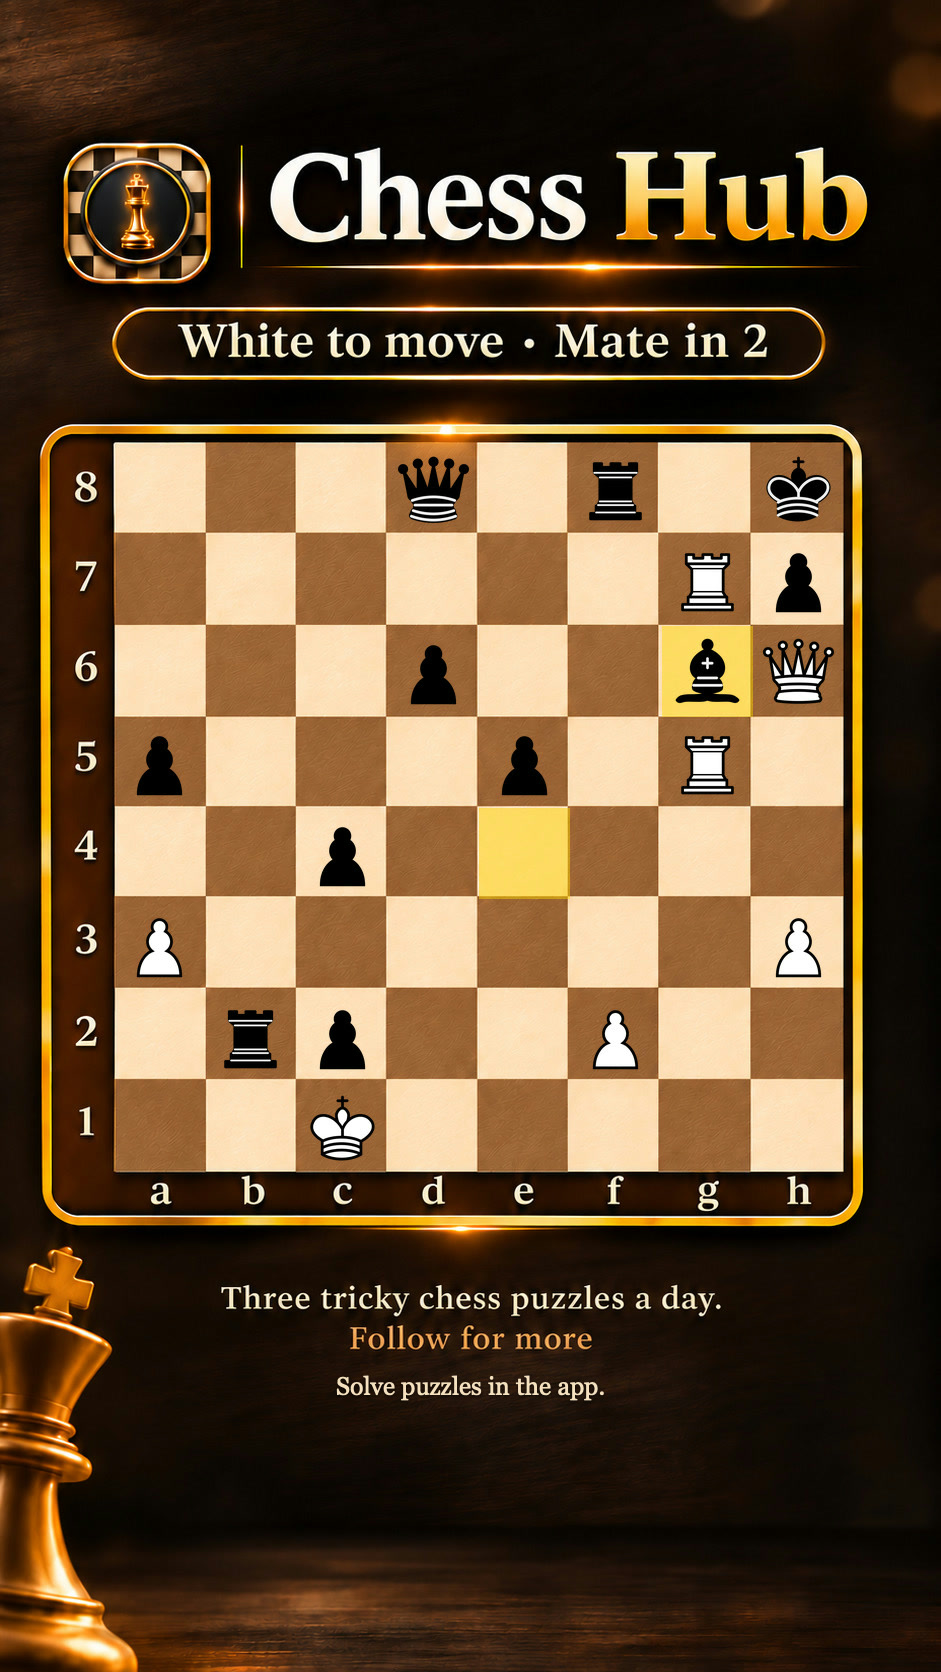 Chess Hub
White to move • Mate in 2
8
7
6
5
4
3
2
1
a b c d e f g h
Three tricky chess puzzles a day.
Follow for more
Solve puzzles in the app.